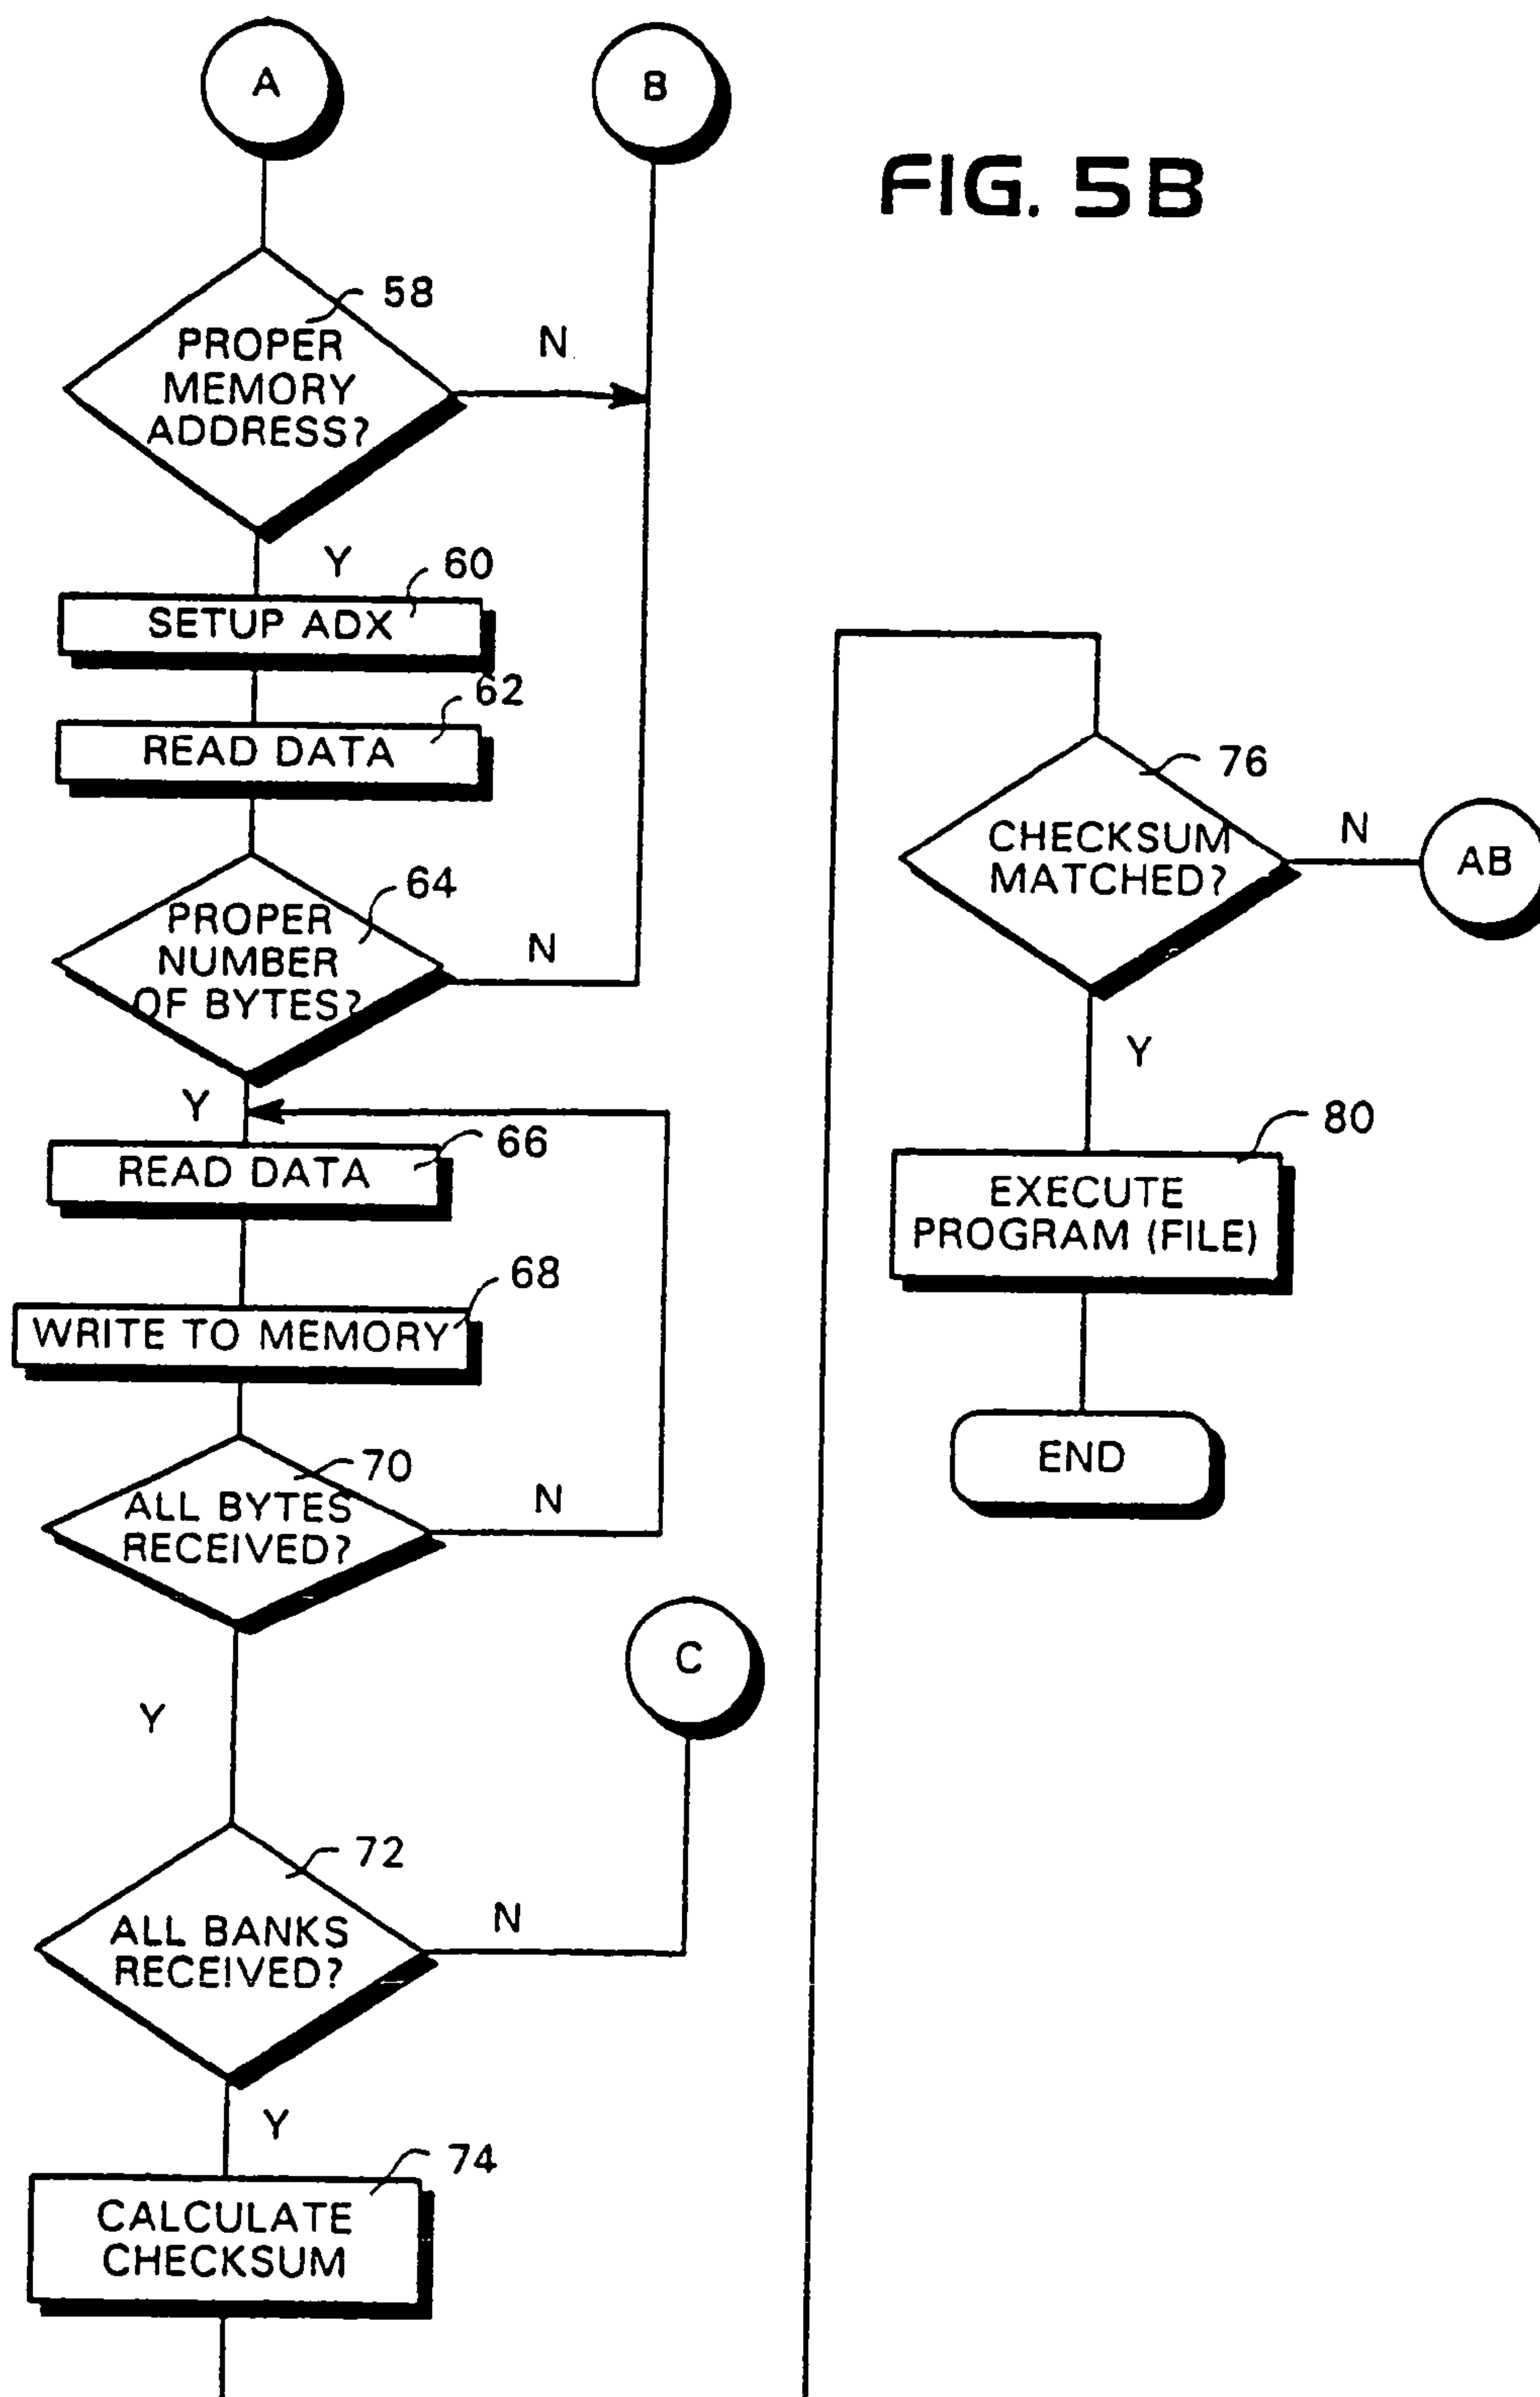 A
B
FIG. 5B
58
PROPER
MEMORY
ADDRESS?
N
Y
60
SETUP ADX
62
READ DATA
64
PROPER
NUMBER
OF BYTES?
N
Y
66
READ DATA
68
WRITE TO MEMORY
70
ALL BYTES
RECEIVED?
N
Y
C
72
ALL BANKS
RECEIVED?
N
Y
74
CALCULATE
CHECKSUM
76
CHECKSUM
MATCHED?
N
AB
Y
80
EXECUTE
PROGRAM (FILE)
END